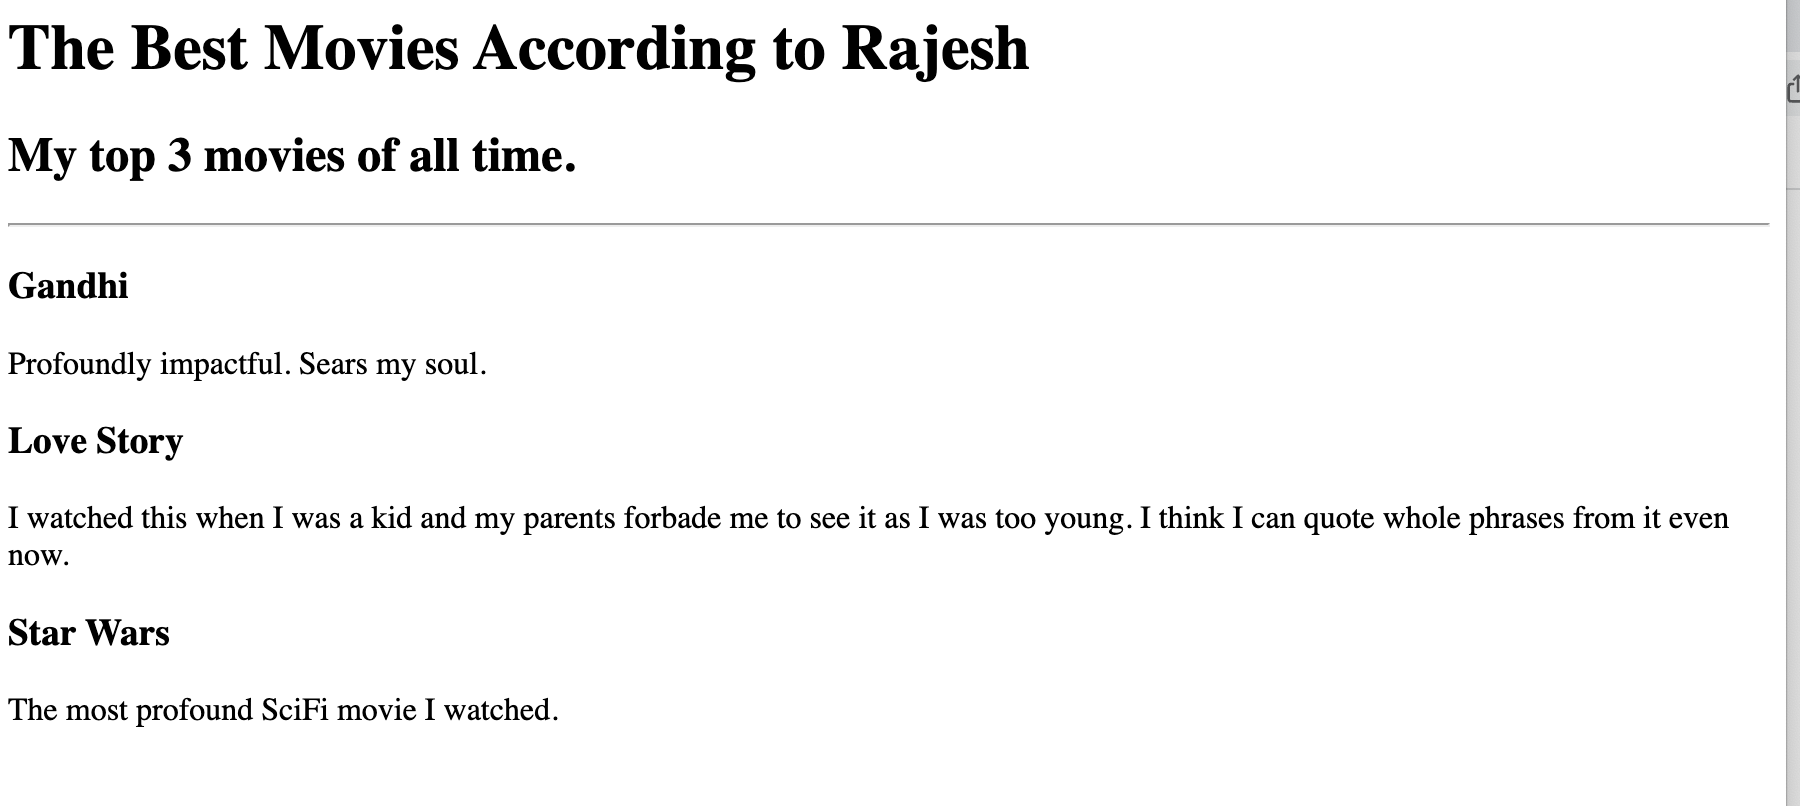 The Best Movies According to Rajesh
My top 3 movies of all time.
Gandhi
Profoundly impactful. Sears my soul.
Love Story
I watched this when I was a kid and my parents forbade me to see it as I was too young. I think I can quote whole phrases from it even
now.
Star Wars
The most profound SciFi movie I watched.